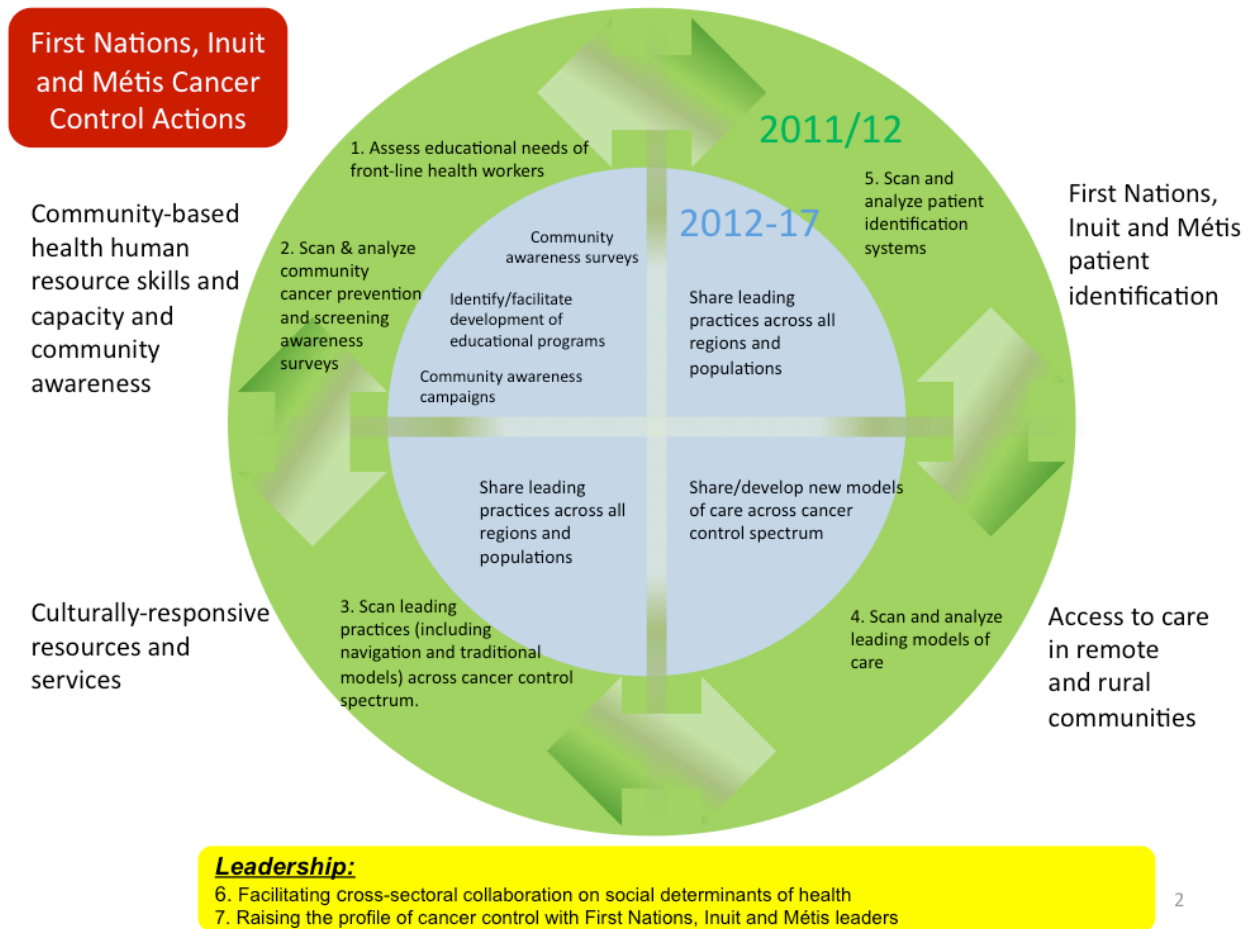 First Nations, Inuit
and Métis Cancer
Control Actions
2011/12
1. Assess educational needs of
front-line health workers
5. Scan and
analyze patient
identification
systems
First Nations,
Inuit and Métis
patient
identification
Community-based
health human
resource skills and
capacity and
community
awareness
2. Scan & analyze
community
cancer prevention
and screening
awareness
surveys
2012-17
Community
awareness surveys
Identify/facilitate
development of
educational programs
Community awareness
campaigns
Share leading
practices across all
regions and
populations
Share leading
practices across all
regions and
populations
Share/develop new models
of care across cancer
control spectrum
Culturally-responsive
resources and
services
3. Scan leading
practices (including
navigation and traditional
models) across cancer control
spectrum.
4. Scan and analyze
leading models of
care
Access to care
in remote
and rural
communities
Leadership:
6. Facilitating cross-sectoral collaboration on social determinants of health
7. Raising the profile of cancer control with First Nations, Inuit and Métis leaders
2